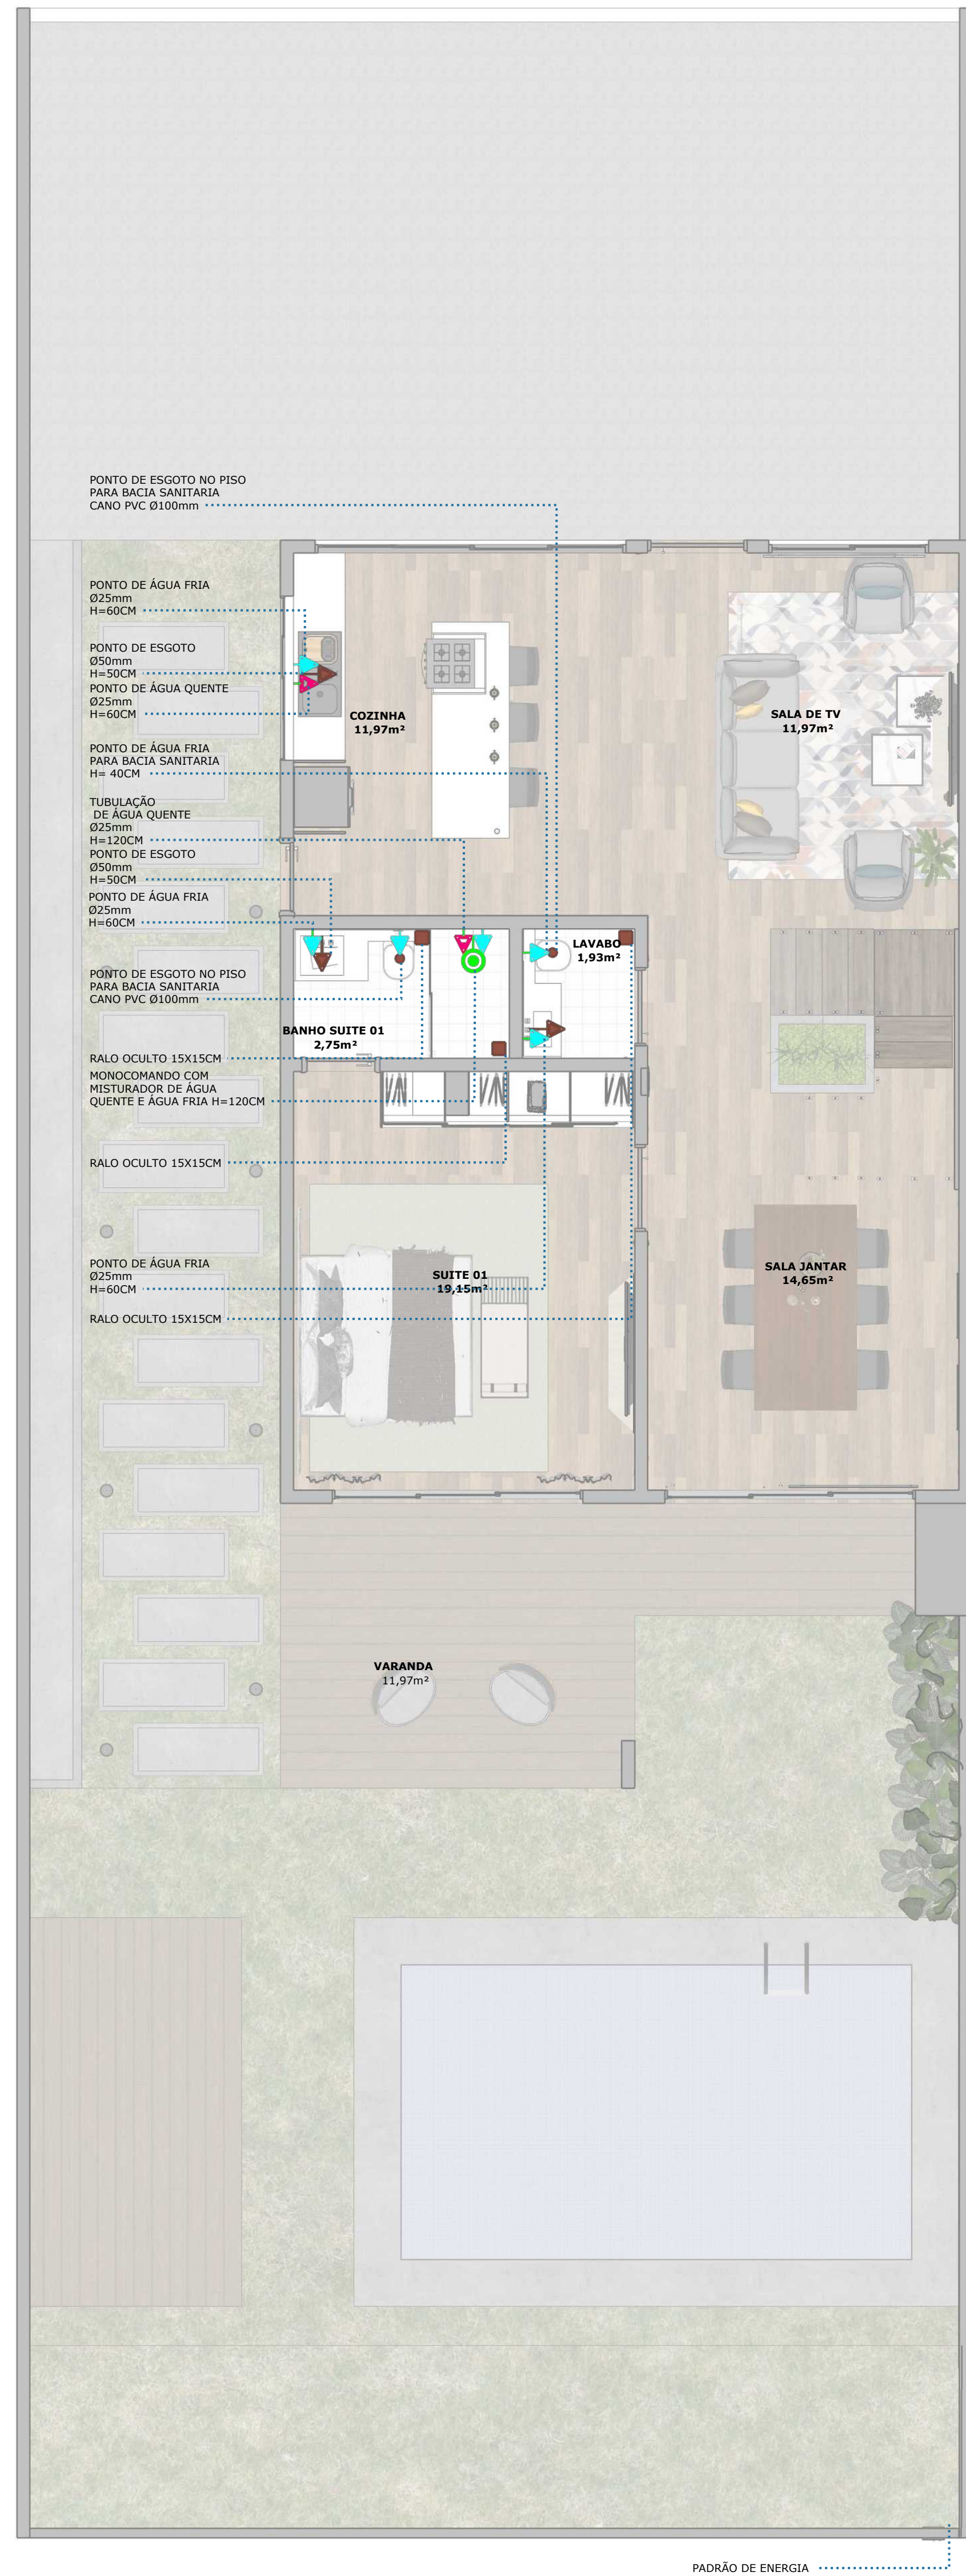 PONTO DE ESGOTO NO PISO
PARA BACIA SANITARIA
CANO PVC Ø100mm
PONTO DE ÁGUA FRIA
Ø25mm
H=60CM
PONTO DE ESGOTO
Ø50mm
H=50CM
PONTO DE ÁGUA QUENTE
Ø25mm
H=60CM
COZINHA
11,97m²
SALA DE TV
11,97m²
PONTO DE ÁGUA FRIA
PARA BACIA SANITARIA
H= 40CM
TUBULAÇÃO
DE ÁGUA QUENTE
Ø25mm
H=120CM
PONTO DE ESGOTO
Ø50mm
H=50CM
PONTO DE ÁGUA FRIA
Ø25mm
H=60CM
LAVABO
1,93m²
PONTO DE ESGOTO NO PISO
PARA BACIA SANITARIA
CANO PVC Ø100mm
BANHO SUITE 01
2,75m²
RALO OCULTO 15X15CM
MONOCOMANDO COM
MISTURADOR DE ÁGUA
QUENTE E ÁGUA FRIA H=120CM
RALO OCULTO 15X15CM
PONTO DE ÁGUA FRIA
Ø25mm
H=60CM
SUITE 01
19,15m²
SALA JANTAR
14,65m²
RALO OCULTO 15X15CM
VARANDA
11,97m²
PADRÃO DE ENERGIA